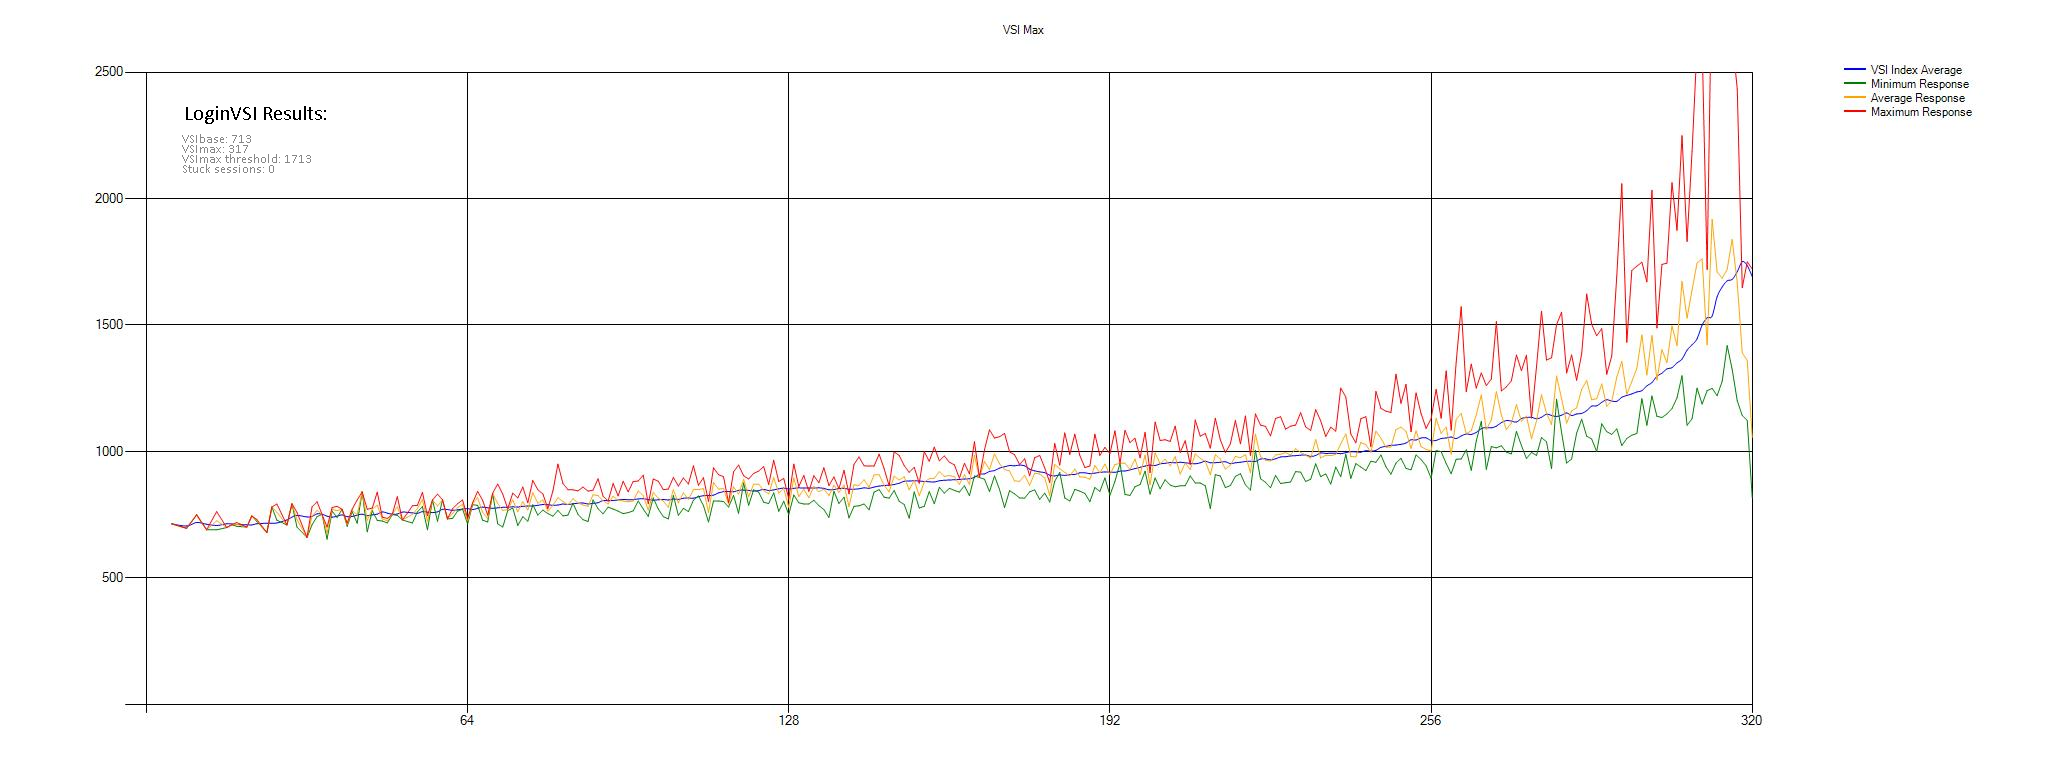 VSI Max
2500
2000
1500
1000
500
LoginVSI Results:
VSIbase: 713
VSImax: 317
VSImax threshold: 1713
Stuck sessions: 0
VSI Index Average
Minimum Response
Average Response
Maximum Response
64
128
192
256
320